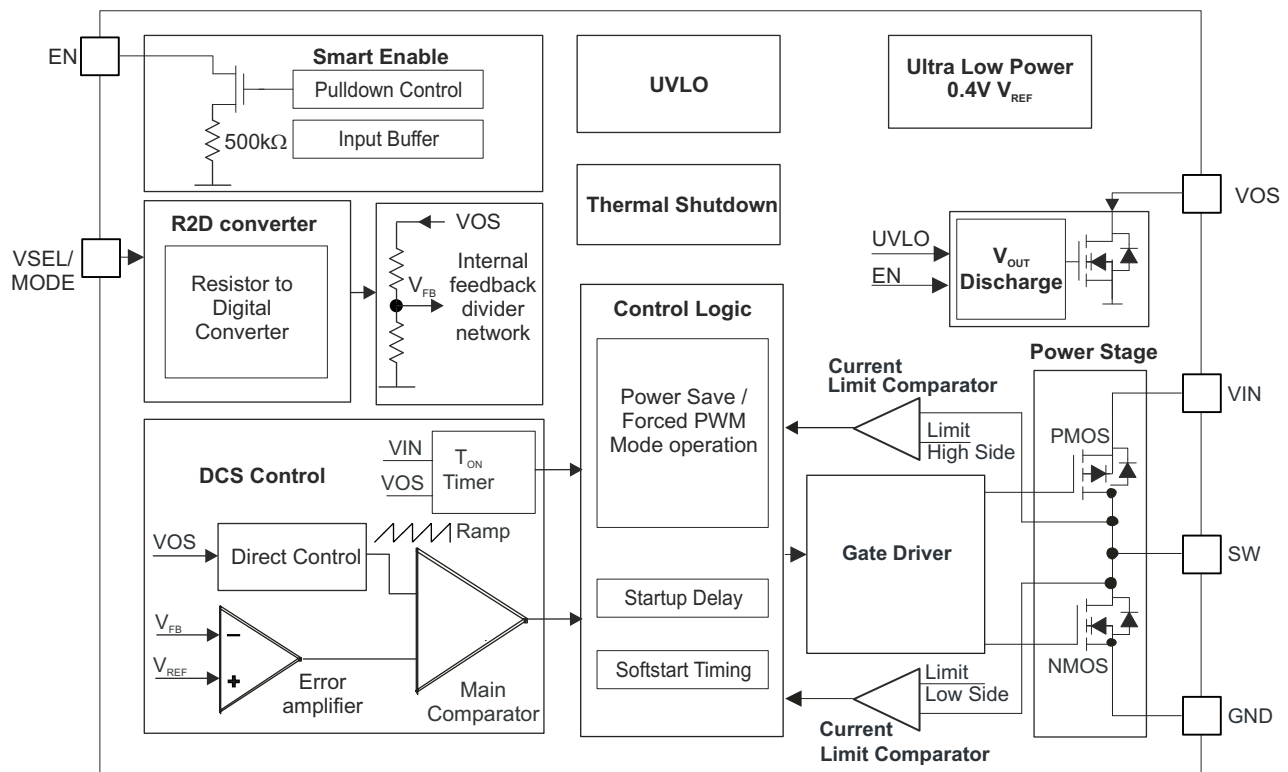 EN
Smart Enable
Pulldown Control
500kΩ
Input Buffer
UVLO
Ultra Low Power
0.4V VREF
Thermal Shutdown
VOS
UVLO
EN
VOUT
Discharge
VSEL/
MODE
R2D converter
Resistor to
Digital
Converter
VOS
VFB
Internal
feedback
divider
network
Control Logic
Power Save /
Forced PWM
Mode operation
Startup Delay
Softstart Timing
Current
Limit Comparator
Limit
High Side
Power Stage
PMOS
VIN
Gate Driver
SW
NMOS
Limit
Low Side
Current
Limit Comparator
GND
DCS Control
VIN
VOS
TON
Timer
Ramp
VOS
Direct Control
VFB
−
VREF
+
Error
amplifier
Main
Comparator